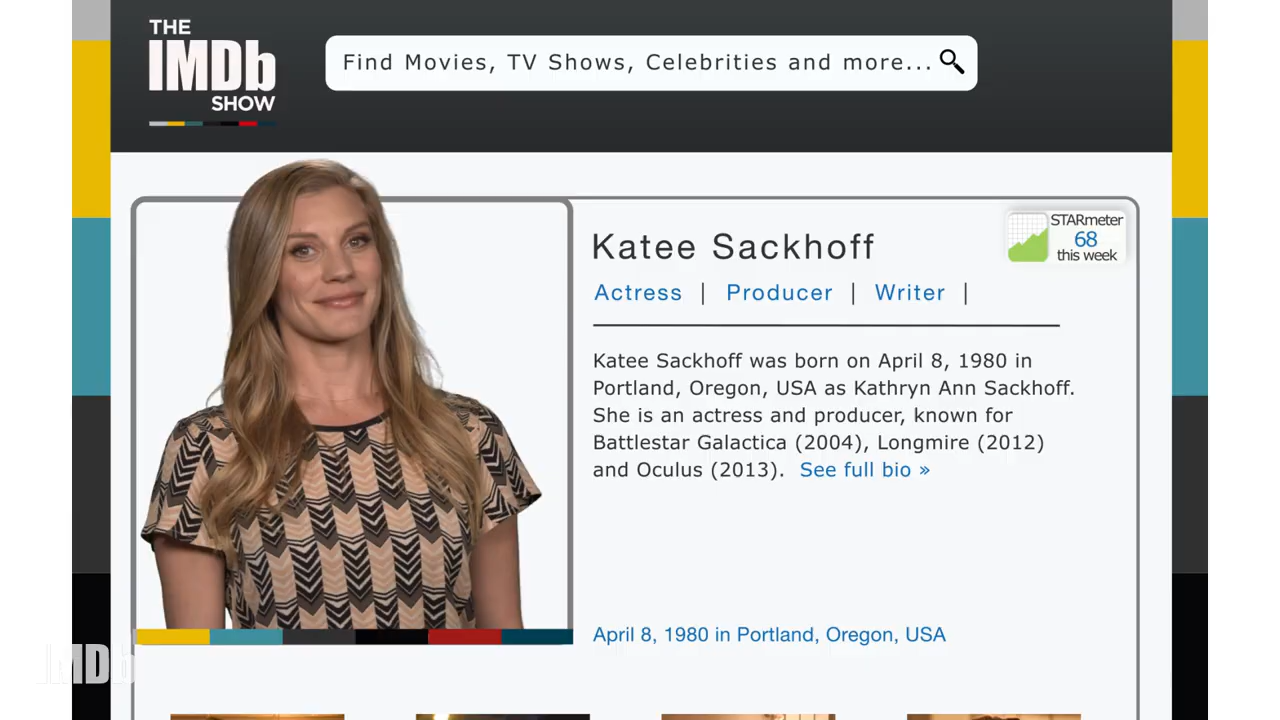 THE
IMDb
SHOW
Find Movies, TV Shows, Celebrities and more...
STARmeter
68
this week
Katee Sackhoff
Actress | Producer | Writer |
Katee Sackhoff was born on April 8, 1980 in
Portland, Oregon, USA as Kathryn Ann Sackhoff.
She is an actress and producer, known for
Battlestar Galactica (2004), Longmire (2012)
and Oculus (2013). See full bio »
April 8, 1980 in Portland, Oregon, USA
IMDb